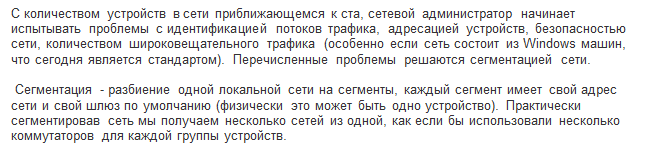 С количеством устройств в сети приближающемся к ста, сетевой администратор начинает
испытывать проблемы с идентификацией потоков трафика, адресацией устройств, безопасностью
сети, количеством широковещательного трафика (особенно если сеть состоит из Windows машин,
что сегодня является стандартом). Перечисленные проблемы решаются сегментацией сети.
Сегментация - разбиение одной локальной сети на сегменты, каждый сегмент имеет свой адрес
сети и свой шлюз по умолчанию (физически это может быть одно устройство). Практически
сегментировав сеть мы получаем несколько сетей из одной, как если бы использовали несколько
коммутаторов для каждой группы устройств.